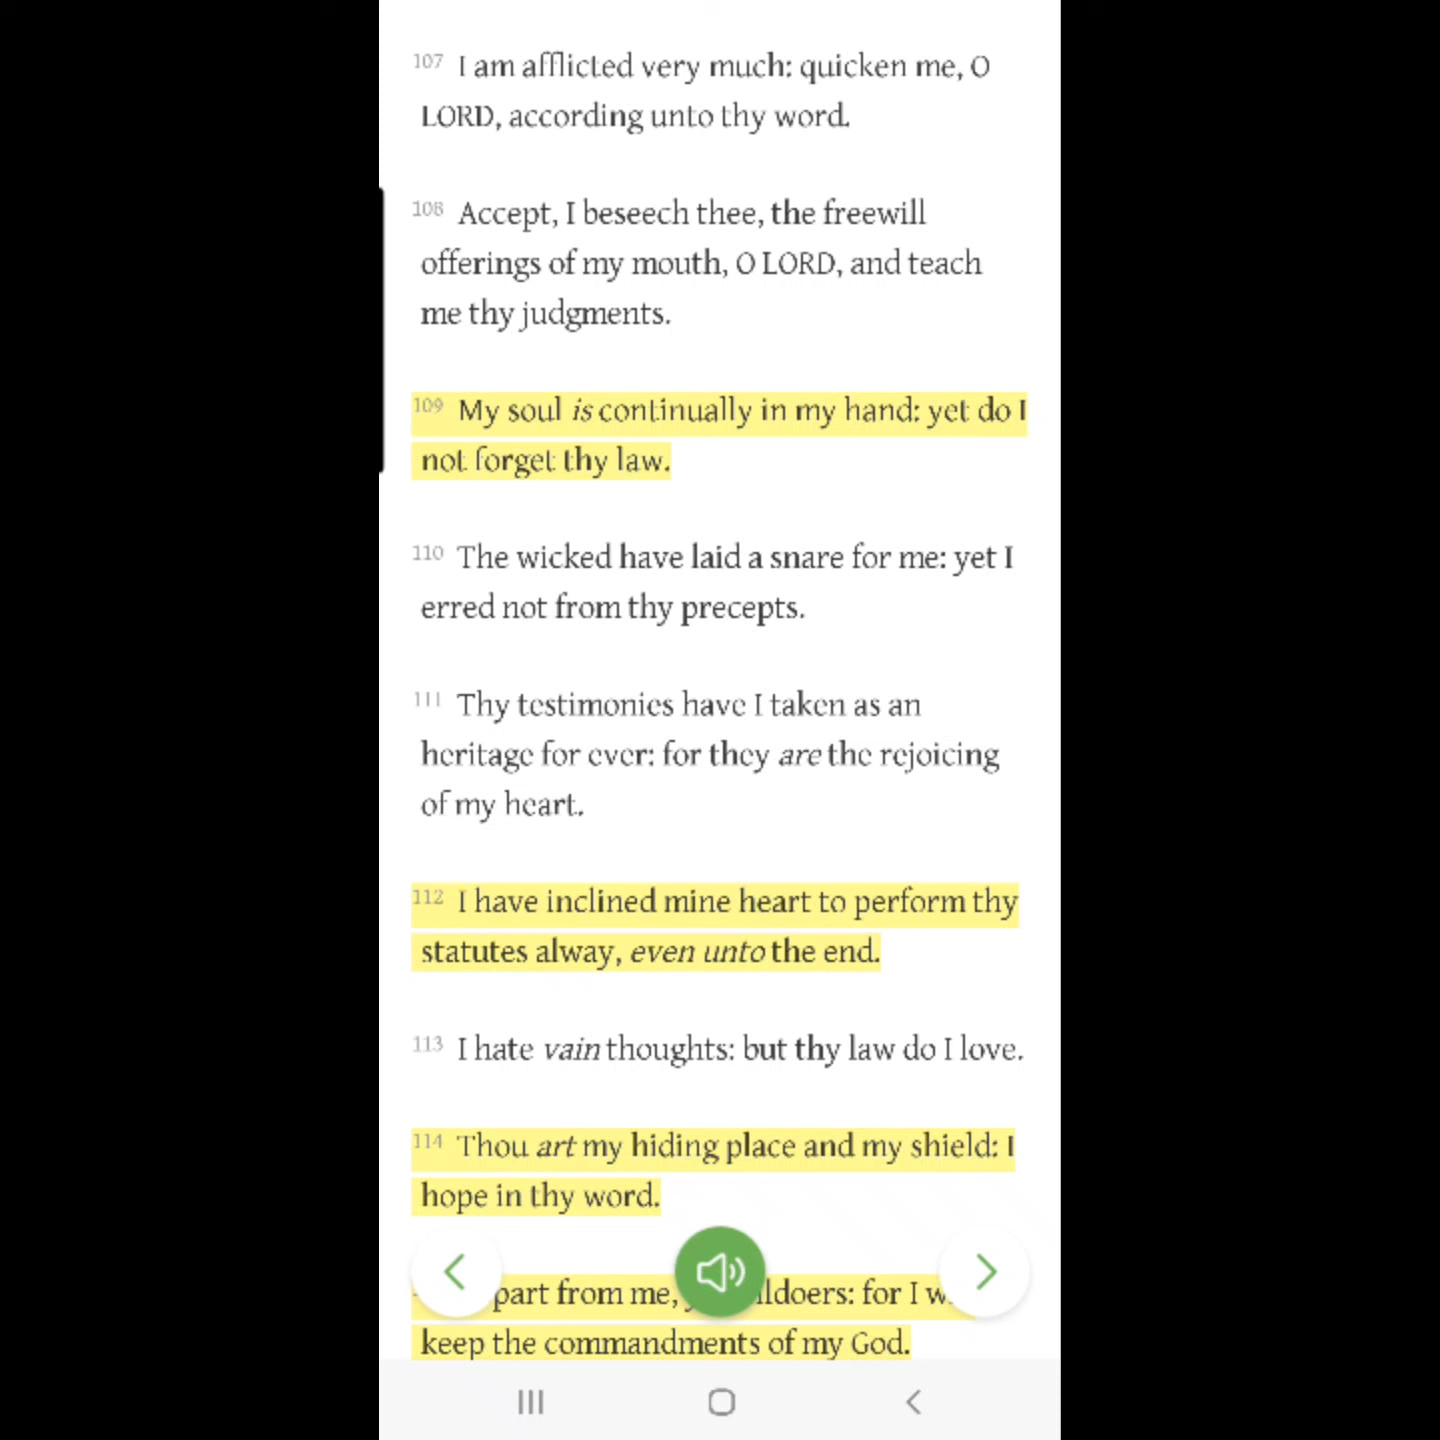 107 I am afflicted very much: quicken me, O
LORD, according unto thy word.
108 Accept, I beseech thee, the freewill
offerings of my mouth, O LORD, and teach
me thy judgments.
109 My soul is continually in my hand: yet do I
not forget thy law.
110 The wicked have laid a snare for me: yet I
erred not from thy precepts.
111 Thy testimonies have I taken as an
heritage for ever: for they are the rejoicing
of my heart.
112 I have inclined mine heart to perform thy
statutes alway, even unto the end.
113 I hate vain thoughts: but thy law do I love.
114 Thou art my hiding place and my shield: I
hope in thy word.
part from me, ldoers: for I w
keep the commandments of my God.